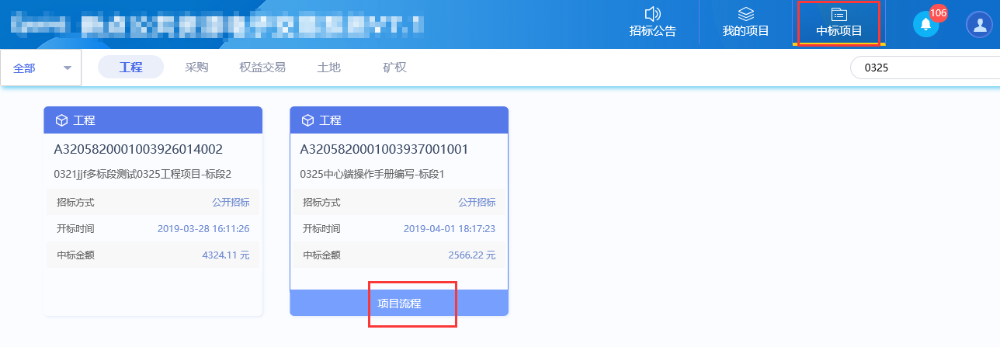 招标公告 我的项目 中标项目 106
全部 工程 采购 权益交易 土地 矿权 0325
工程
A3205820001003926014002
0321jjf多标段测试0325工程项目-标段2
招标方式 公开招标
开标时间 2019-03-28 16:11:26
中标金额 4324.11 元
工程
A3205820001003937001001
0325中心端操作手册编写-标段1
招标方式 公开招标
开标时间 2019-04-01 18:17:23
中标金额 2566.22 元
项目流程